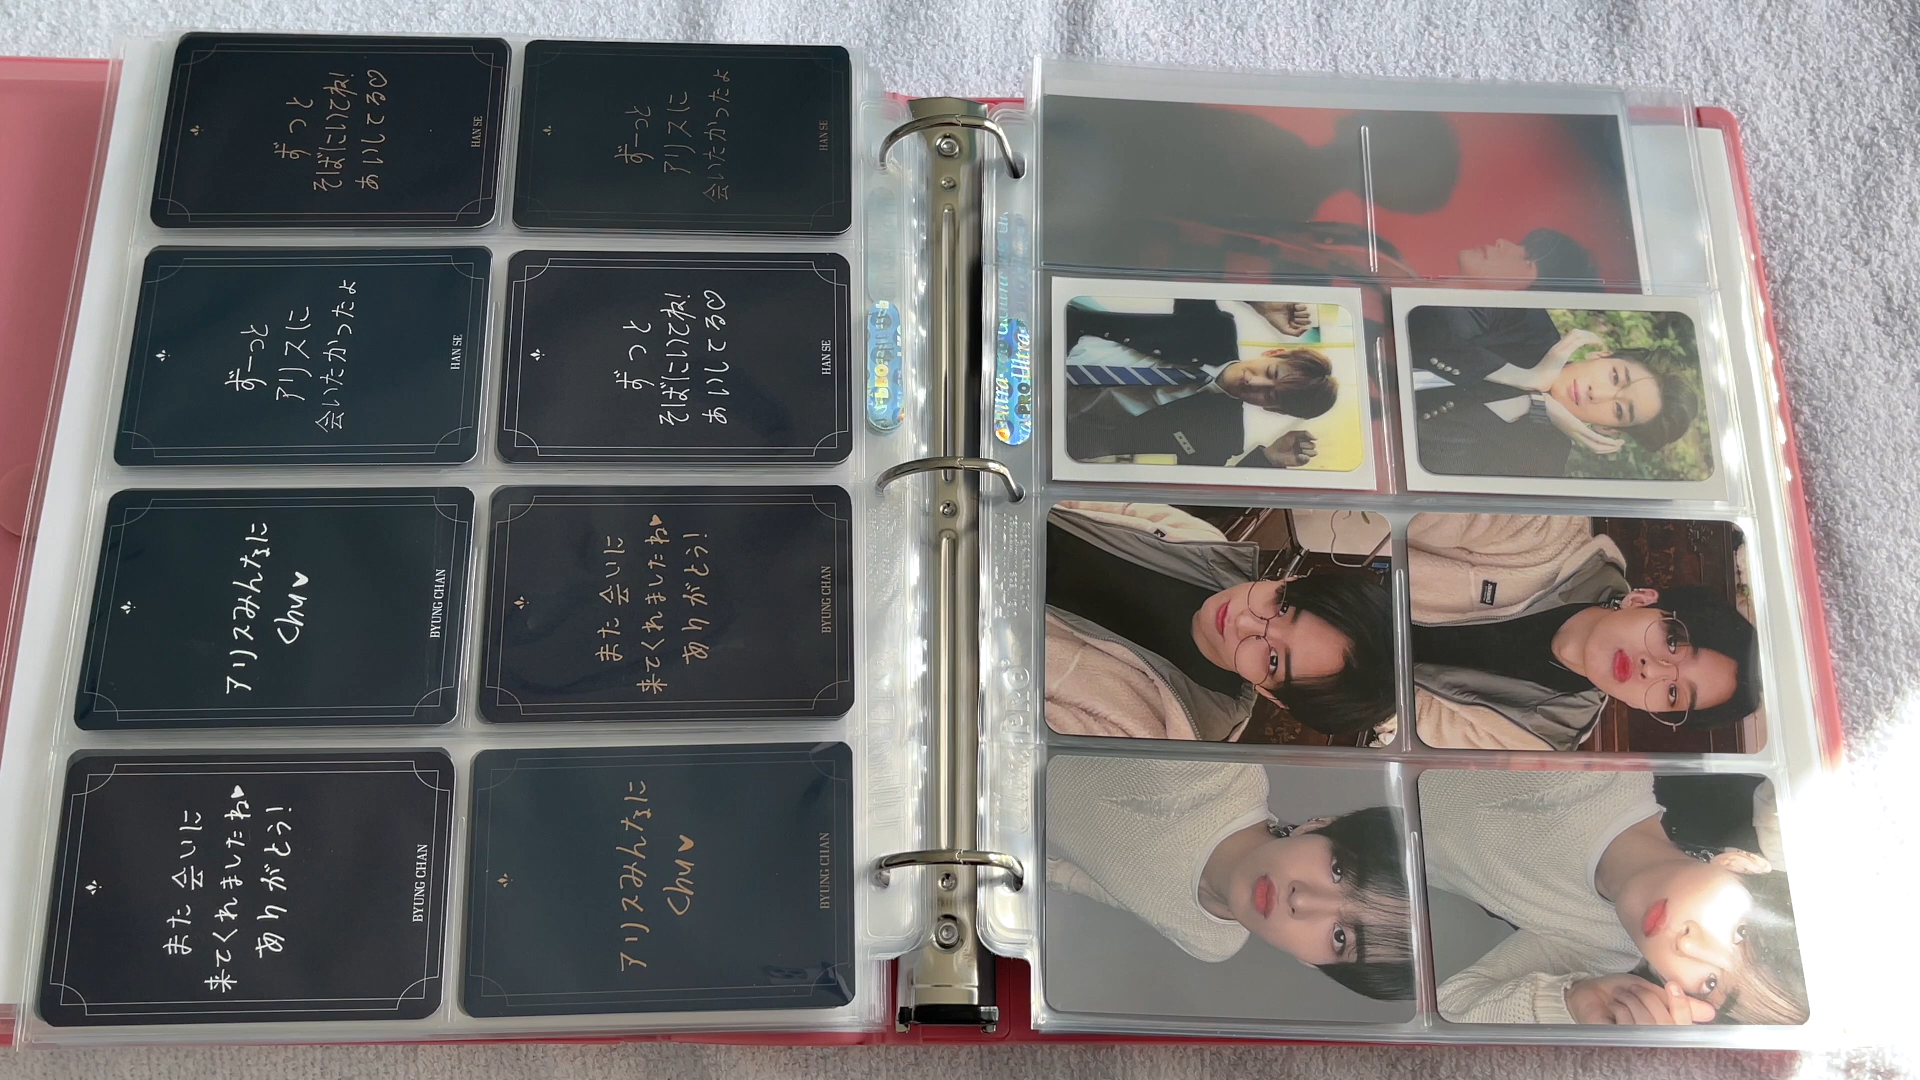 ずっと
そばにいてね!
あいしてる♡
HAN SE
ずーっと
アリスに
会いたかったよ
HAN SE
ずーっと
アリスに
会いたかったよ
HAN SE
ずっと
そばにいてね!
あいしてる♡
HAN SE
アリスみんなに
Chu♥
BYUNG CHAN
また会いに
来てくれましたね♥
ありがとう!
BYUNG CHAN
また会いに
来てくれましたね♥
ありがとう!
BYUNG CHAN
アリスみんなに
Chu♥
BYUNG CHAN
Ultra
PRO Ultra